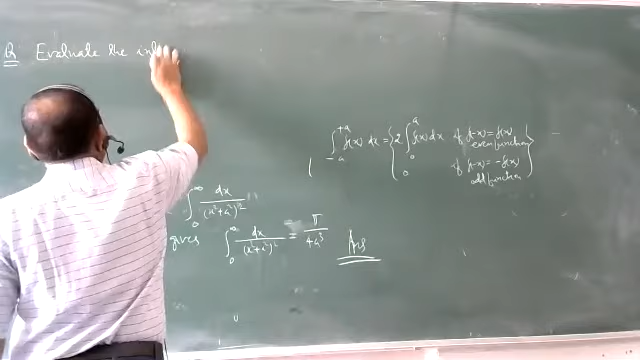 Q Evaluate the
∫_{-a}^{+a} f(x) dx = { 2 ∫_0^a f(x) dx if f(-x) = f(x) even function
0 if f(-x) = -f(x) odd function }
∫_0^∞ dx/(x²+a²)²
gives ∫_0^∞ dx/(x²+a²)² = π/4a³ Ans